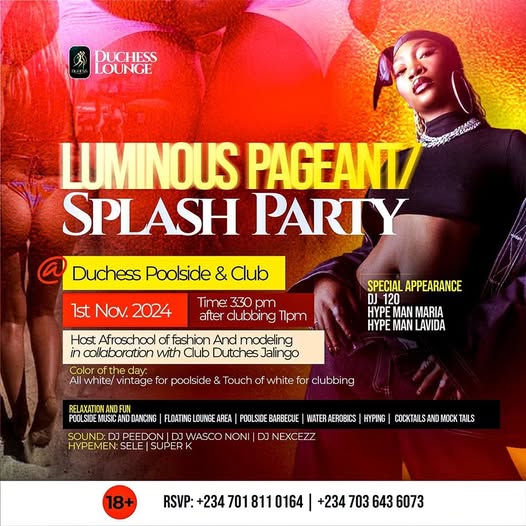 DUCHESS
LOUNGE
LUMINOUS PAGEANT/
SPLASH PARTY
@ Duchess Poolside & Club
1st Nov. 2024
Time: 330 pm
after clubbing 11pm
Host Afroschool of fashion And modeling
in collaboration with Club Dutches Jalingo
Color of the day:
All white/ vintage for poolside & Touch of white for clubbing
SPECIAL APPEARANCE
DJ 120
HYPE MAN MARIA
HYPE MAN LAVIDA
RELAXATION AND FUN
POOLSIDE MUSIC AND DANCING | FLOATING LOUNGE AREA | POOLSIDE BARBECUE | WATER AEROBICS | HYPING | COCKTAILS AND MOCK TAILS
SOUND: DJ PEEDON | DJ WASCO NONI | DJ NEXCEZZ
HYPEMEN: SELE | SUPER K
18+
RSVP: +234 701 811 0164 | +234 703 643 6073